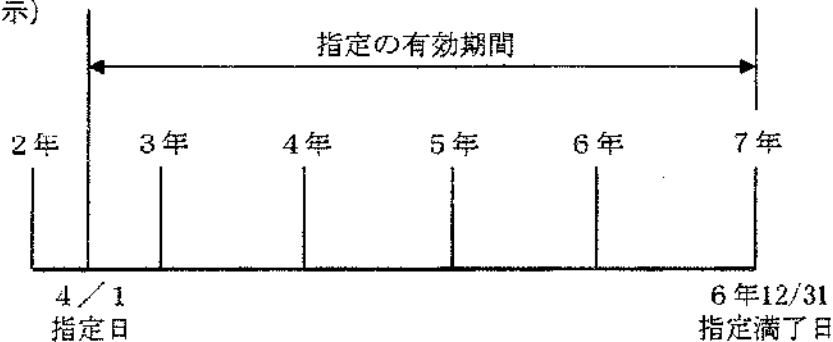 示)
指定の有効期間
2年 3年 4年 5年 6年 7年
4／1 6年12/31
指定日 指定満了日